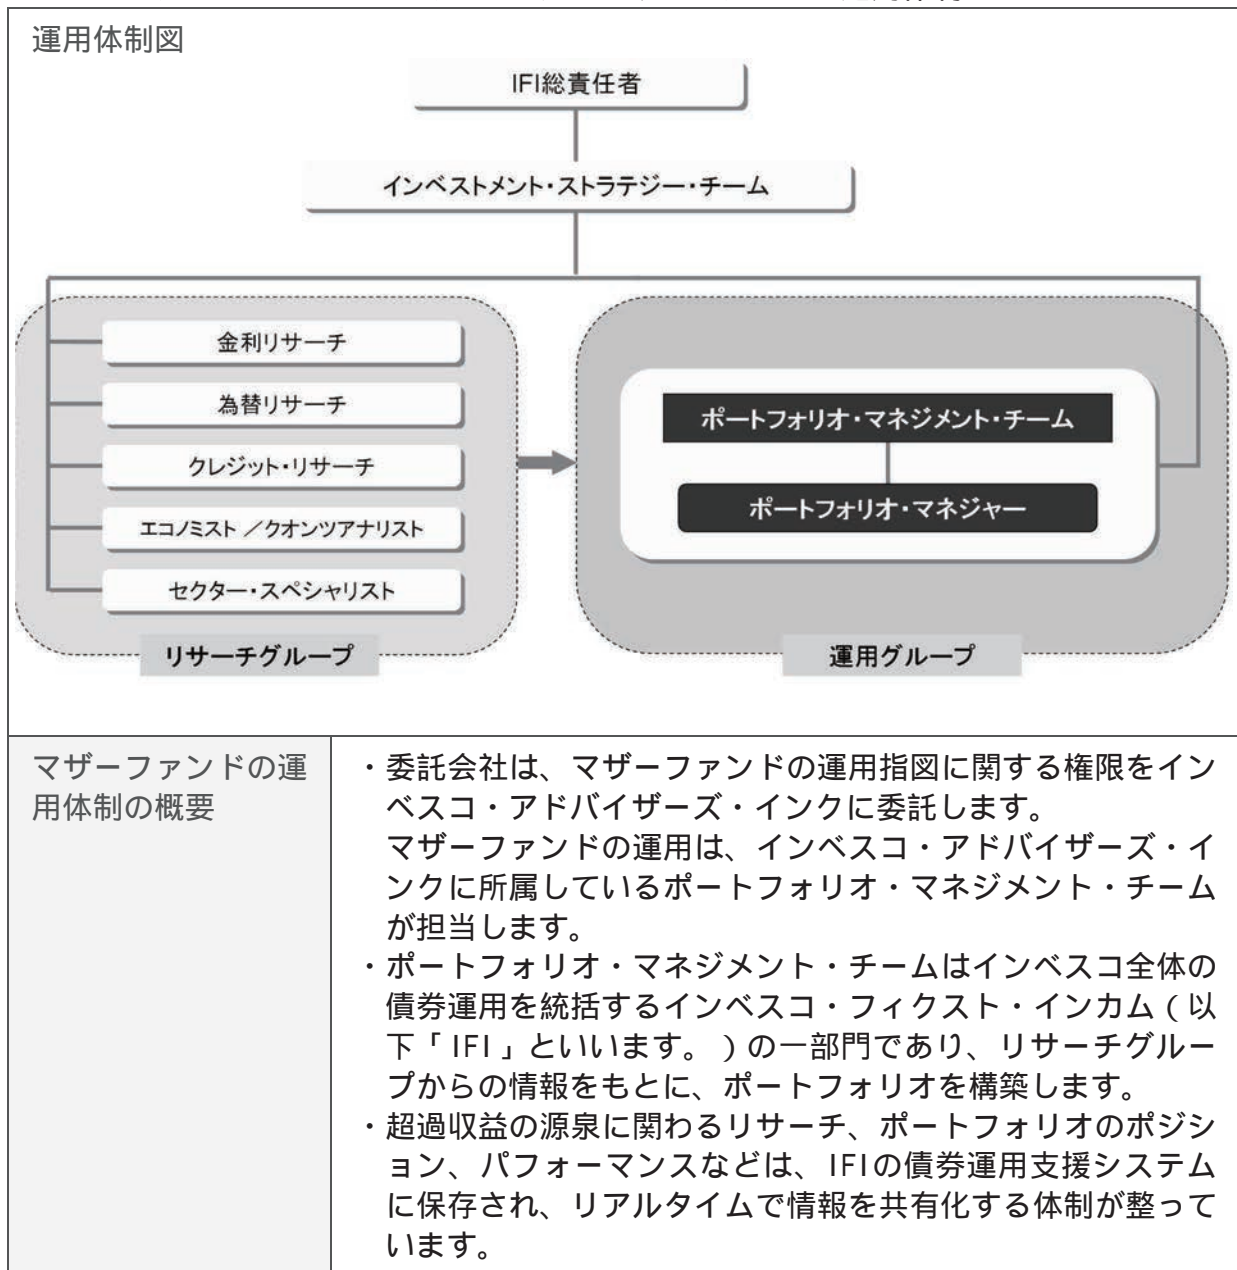 運用体制図
IFI総責任者
インベストメント・ストラテジー・チーム
金利リサーチ
為替リサーチ
クレジット・リサーチ
エコノミスト／クオンツアナリスト
セクター・スペシャリスト
リサーチグループ
ポートフォリオ・マネジメント・チーム
ポートフォリオ・マネジャー
運用グループ
マザーファンドの運
用体制の概要
・委託会社は、マザーファンドの運用指図に関する権限をイン
ベスコ・アドバイザーズ・インクに委託します。
マザーファンドの運用は、インベスコ・アドバイザーズ・イ
ンクに所属しているポートフォリオ・マネジメント・チーム
が担当します。
・ポートフォリオ・マネジメント・チームはインベスコ全体の
債券運用を統括するインベスコ・フィクスト・インカム（以
下「IFI」といいます。）の一部門であり、リサーチグルー
プからの情報をもとに、ポートフォリオを構築します。
・超過収益の源泉に関わるリサーチ、ポートフォリオのポジシ
ョン、パフォーマンスなどは、IFIの債券運用支援システム
に保存され、リアルタイムで情報を共有化する体制が整って
います。